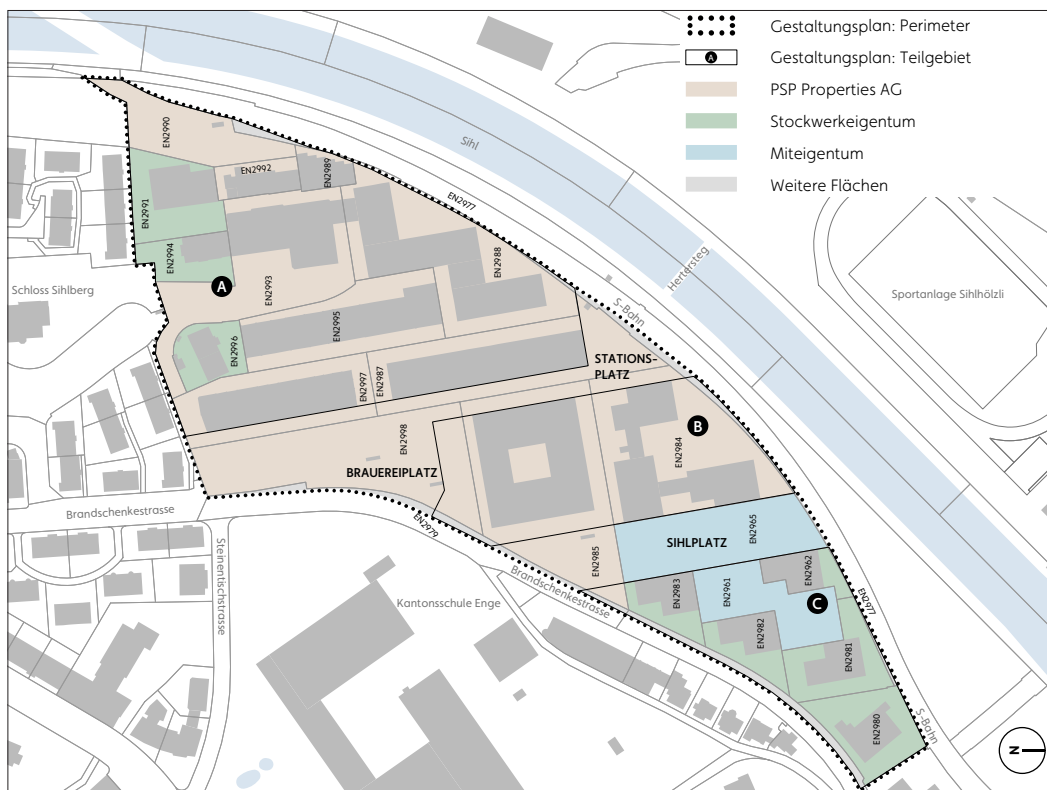 Gestaltungsplan: Perimeter
A
Gestaltungsplan: Teilgebiet
PSP Properties AG
Stockwerkeigentum
Miteigentum
Weitere Flächen
Sihl
EN2990
EN2992
EN2989
EN2977
EN2991
EN2994
EN2988
Hertersteg
Schloss Sihlberg
A
EN2993
Sportanlage Sihlhölzli
S-Bahn
EN2995
EN2996
STATIONS-
PLATZ
EN2997
EN2987
EN2998
B
EN2984
BRAUEREIPLATZ
Brandschenkestrasse
EN2979
EN2965
SIHLPLATZ
EN2985
Steinentischstrasse
EN2962
EN2983
EN2961
Brandschenkestrasse
Kantonsschule Enge
C
EN2977
EN2982
EN2981
EN2980
S-Bahn
N